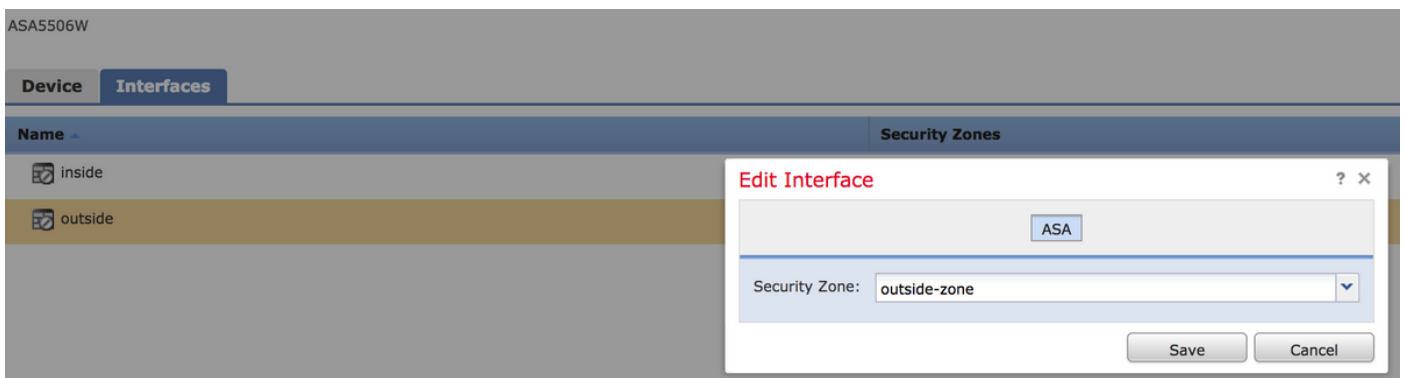 ASA5506W
Device Interfaces
Name Security Zones
inside
Edit Interface ? ×
outside
ASA
Security Zone: outside-zone
Save Cancel